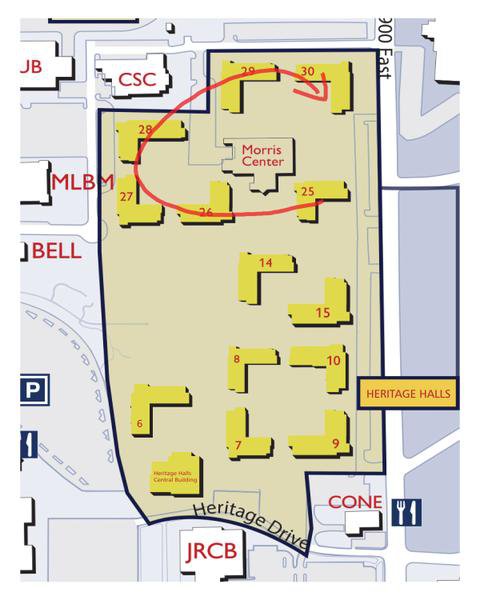 900 East
29
30
UB
CSC
28
Morris
Center
MLBM
27
25
26
BELL
14
15
8
10
P
HERITAGE HALLS
6
7
9
Heritage Halls
Central Building
CONE
Heritage Drive
JRCB